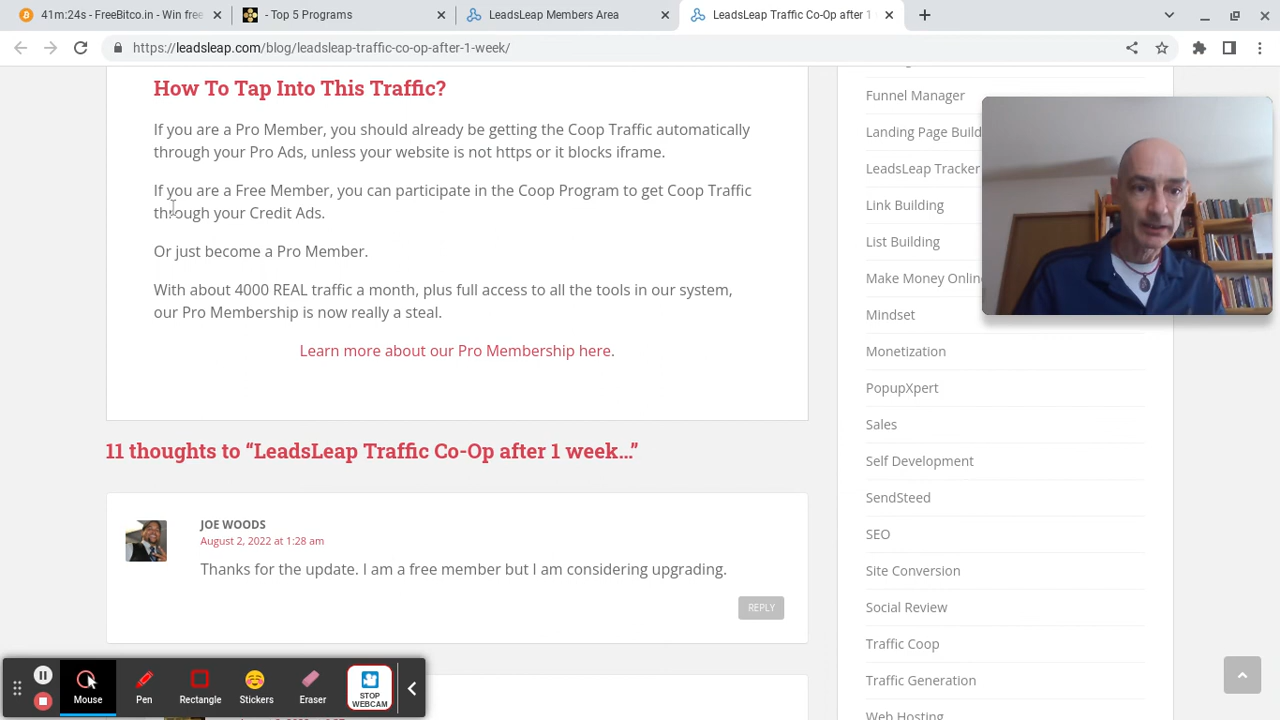 41m:24s - FreeBitco.in - Win free
- Top 5 Programs
LeadsLeap Members Area
LeadsLeap Traffic Co-Op after 1
https://leadsleap.com/blog/leadsleap-traffic-co-op-after-1-week/
How To Tap Into This Traffic?
If you are a Pro Member, you should already be getting the Coop Traffic automatically
through your Pro Ads, unless your website is not https or it blocks iframe.
If you are a Free Member, you can participate in the Coop Program to get Coop Traffic
through your Credit Ads.
Or just become a Pro Member.
With about 4000 REAL traffic a month, plus full access to all the tools in our system,
our Pro Membership is now really a steal.
Learn more about our Pro Membership here.
11 thoughts to “LeadsLeap Traffic Co-Op after 1 week…”
JOE WOODS
August 2, 2022 at 1:28 am
Thanks for the update. I am a free member but I am considering upgrading.
REPLY
Funnel Manager
Landing Page Build
LeadsLeap Tracker
Link Building
List Building
Make Money Onlin
Mindset
Monetization
PopupXpert
Sales
Self Development
SendSteed
SEO
Site Conversion
Social Review
Traffic Coop
Traffic Generation
Web Hosting
Mouse
Pen
Rectangle
Stickers
Eraser
STOP
WEBCAM